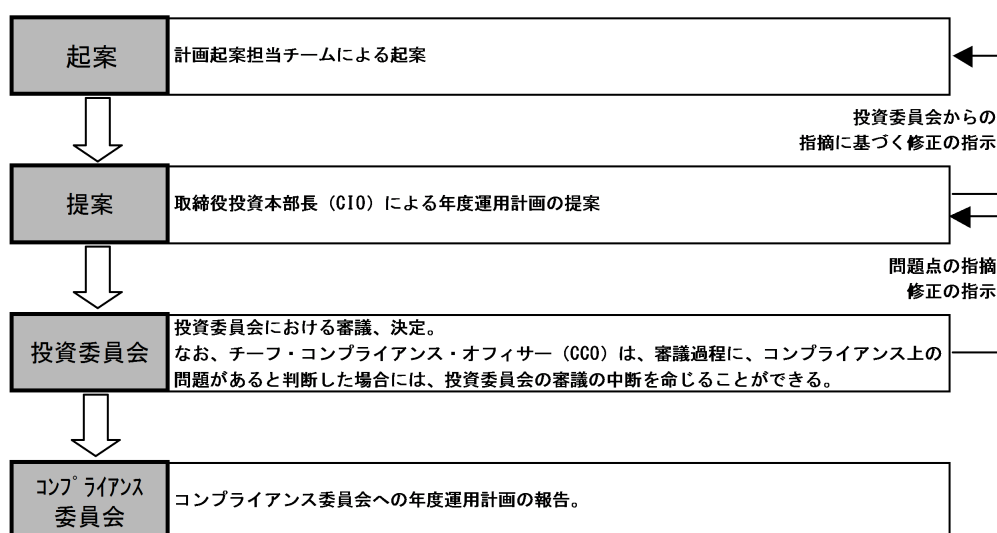 起案
計画起案担当チームによる起案
投資委員会からの
指摘に基づく修正の指示
提案
取締役投資本部長（CIO）による年度運用計画の提案
問題点の指摘
修正の指示
投資委員会
投資委員会における審議、決定。
なお、チーフ・コンプライアンス・オフィサー（CCO）は、審議過程に、コンプライアンス上の
問題があると判断した場合には、投資委員会の審議の中断を命じることができる。
ｺﾝﾌﾟﾗｲｱﾝｽ
委員会
コンプライアンス委員会への年度運用計画の報告。